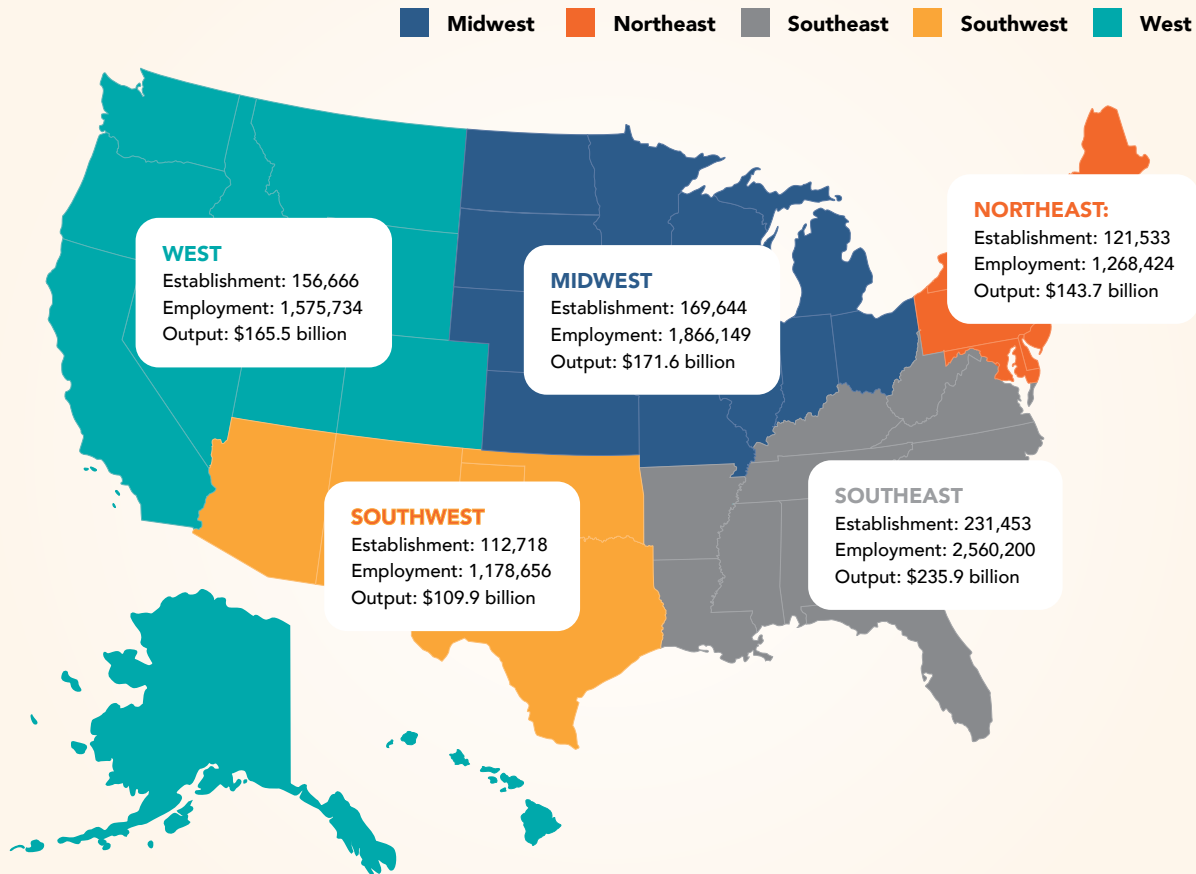 Midwest Northeast Southeast Southwest West
WEST
Establishment: 156,666
Employment: 1,575,734
Output: $165.5 billion
MIDWEST
Establishment: 169,644
Employment: 1,866,149
Output: $171.6 billion
NORTHEAST:
Establishment: 121,533
Employment: 1,268,424
Output: $143.7 billion
SOUTHWEST
Establishment: 112,718
Employment: 1,178,656
Output: $109.9 billion
SOUTHEAST
Establishment: 231,453
Employment: 2,560,200
Output: $235.9 billion